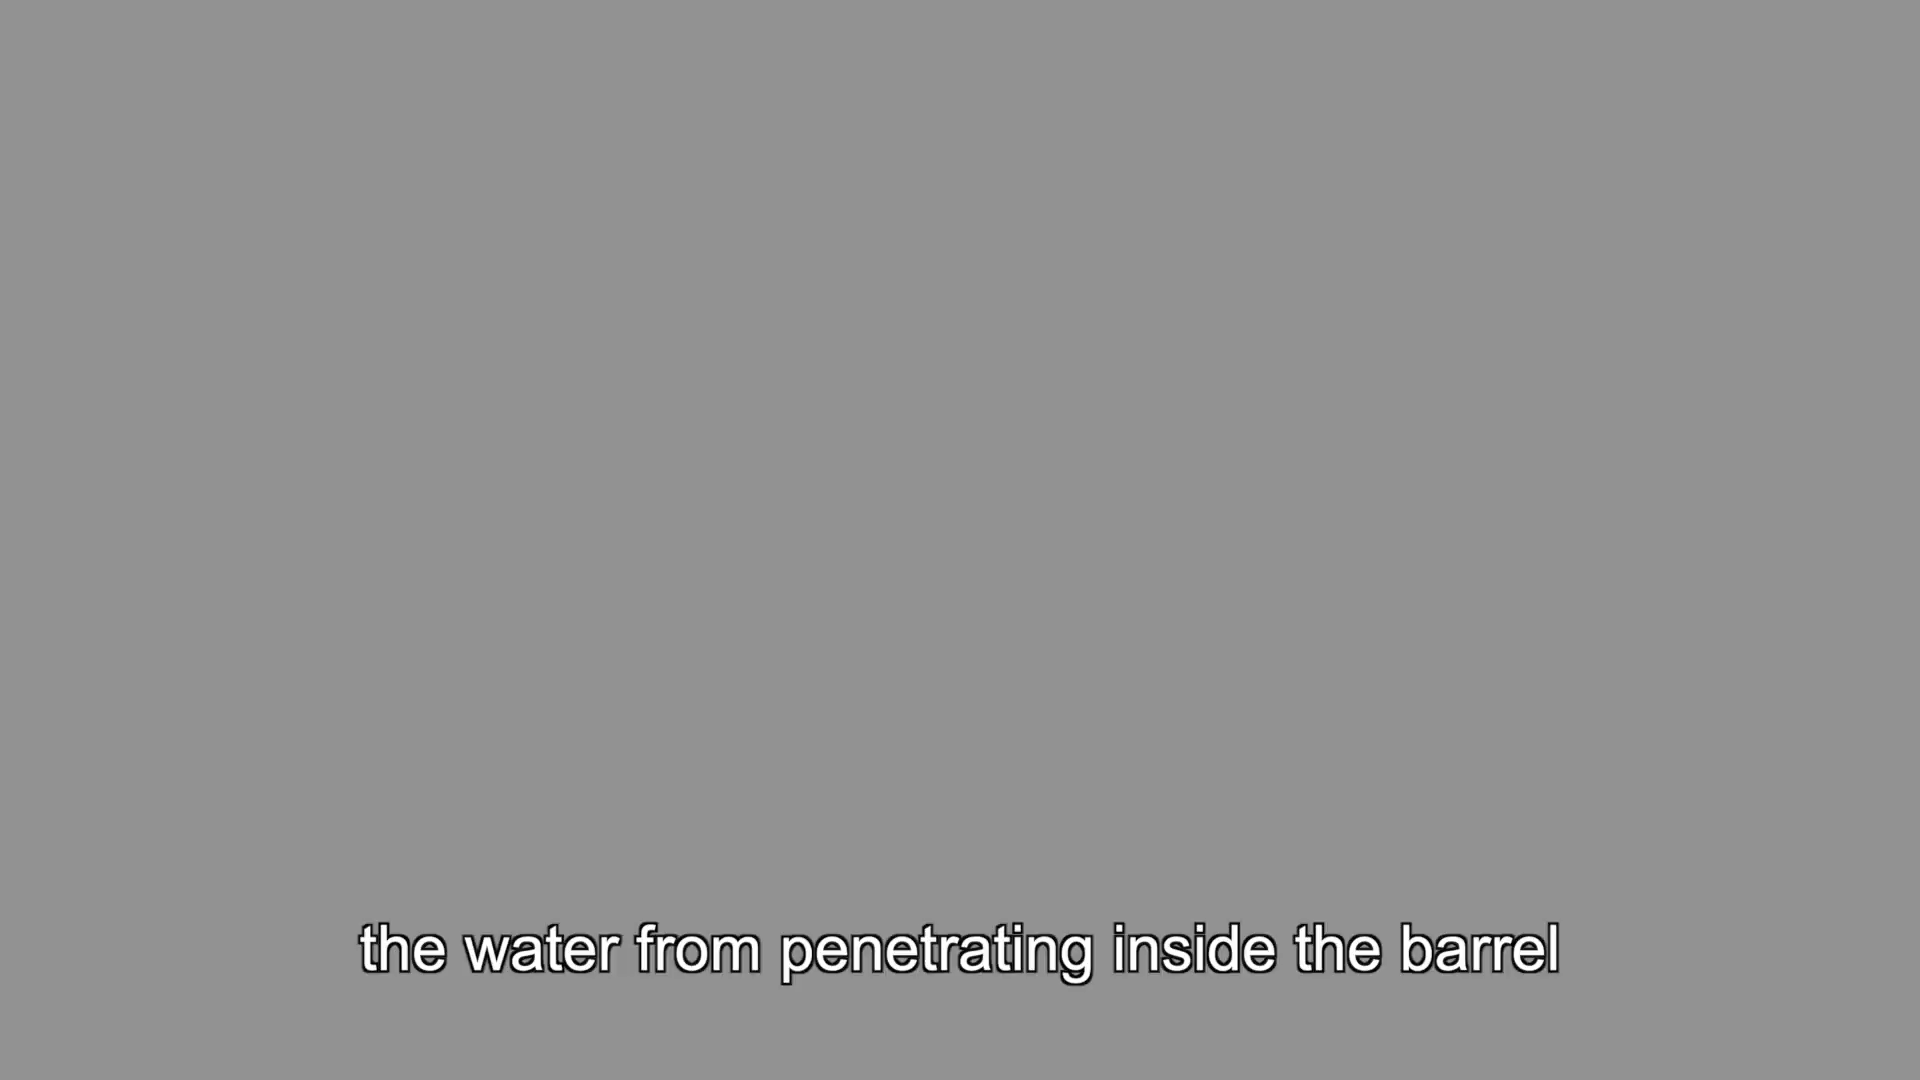 the water from penetrating inside the barrel